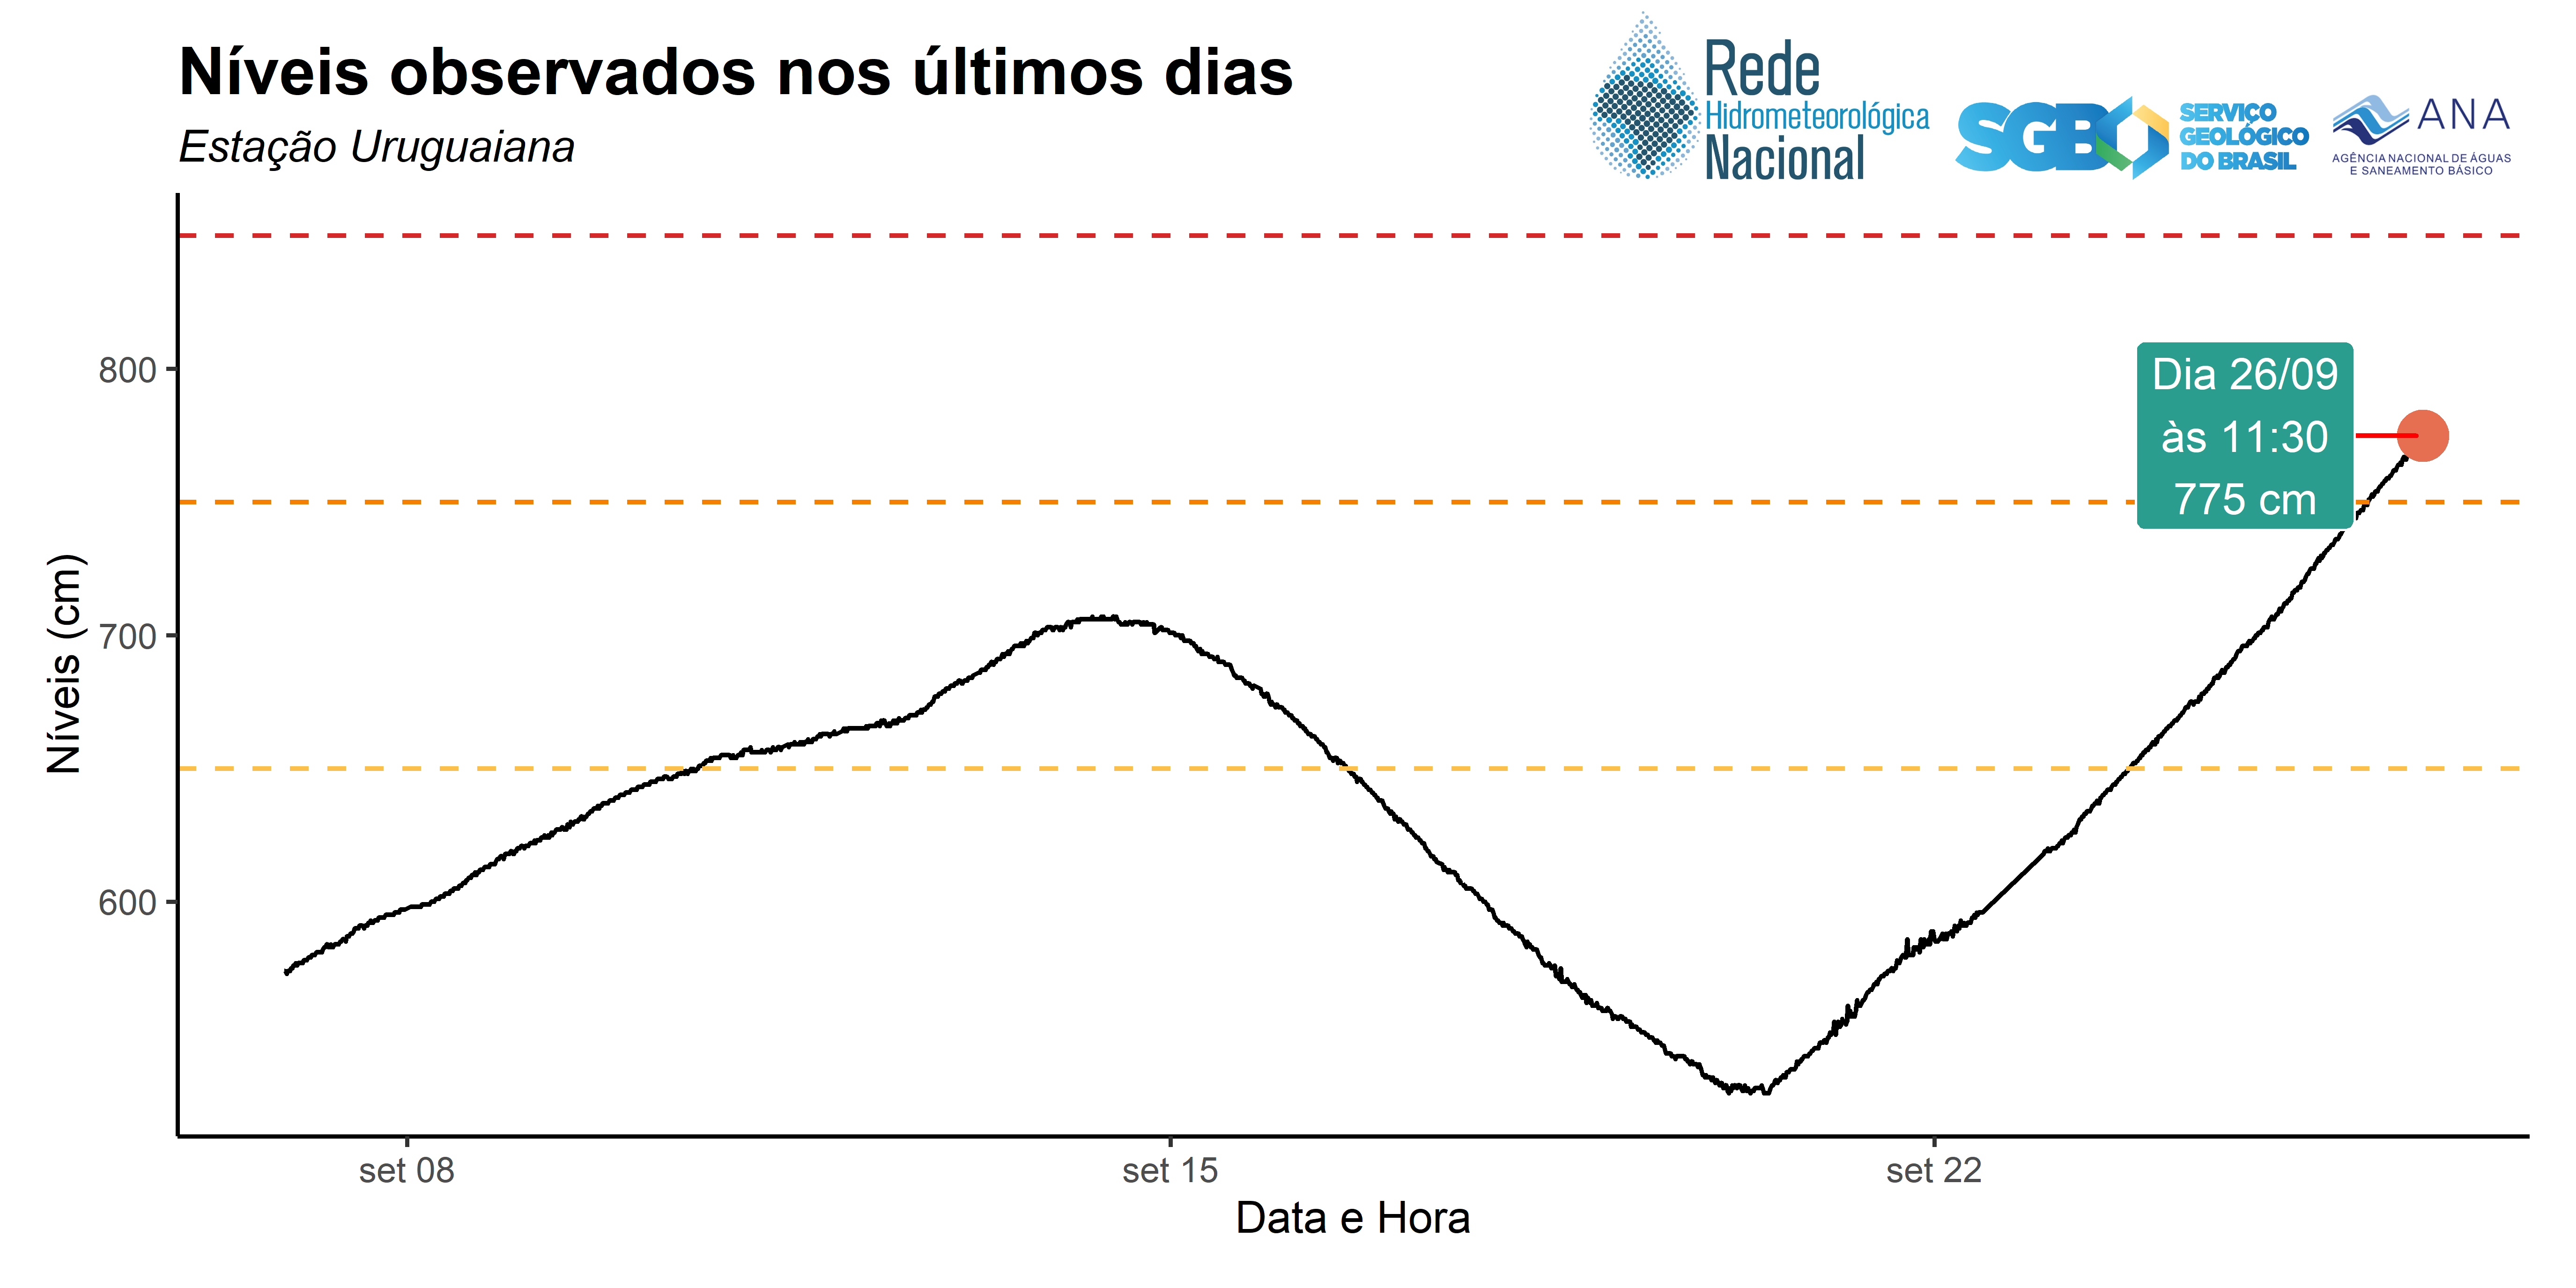 Níveis observados nos últimos dias
Estação Uruguaiana
Rede
Hidrometeorológica
Nacional
SGB
SERVIÇO
GEOLÓGICO
DO BRASIL
ANA
AGÊNCIA NACIONAL DE ÁGUAS
E SANEAMENTO BÁSICO
Níveis (cm)
800
700
600
Dia 26/09
às 11:30
775 cm
set 08
set 15
set 22
Data e Hora